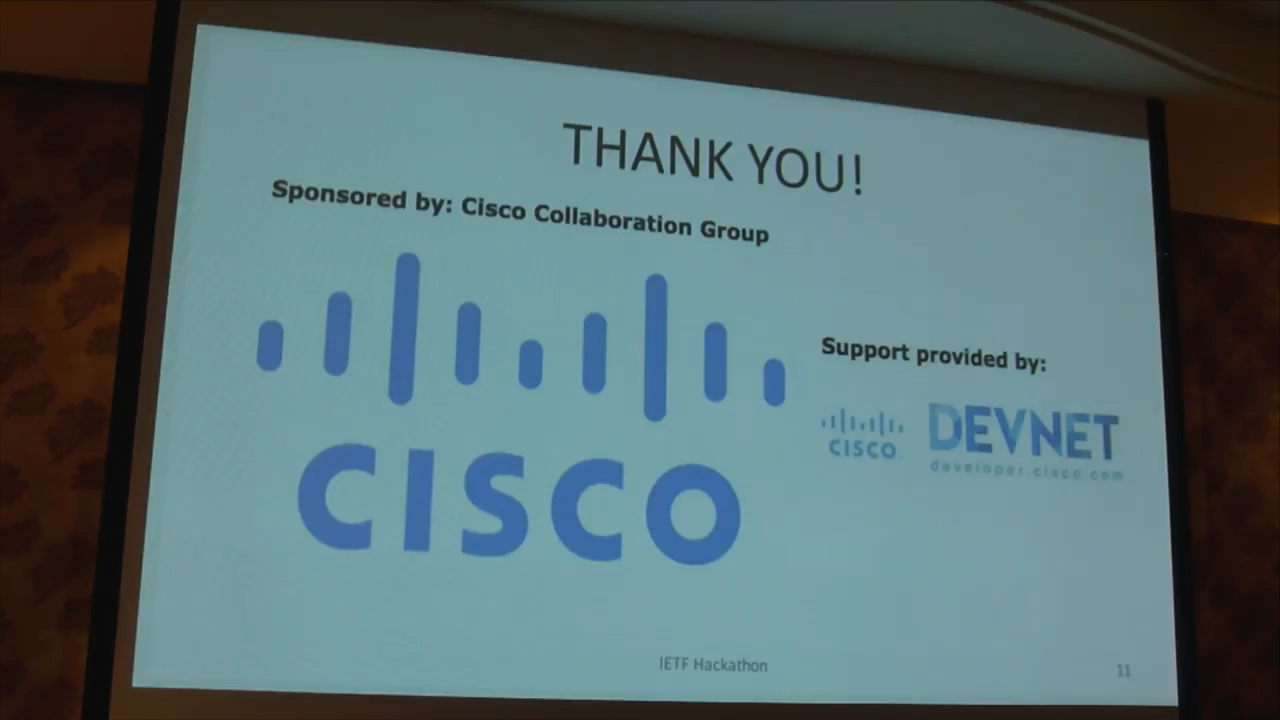 THANK YOU!
Sponsored by: Cisco Collaboration Group
CISCO
Support provided by:
CISCO
DEVNET
developer.cisco.com
IETF Hackathon
11